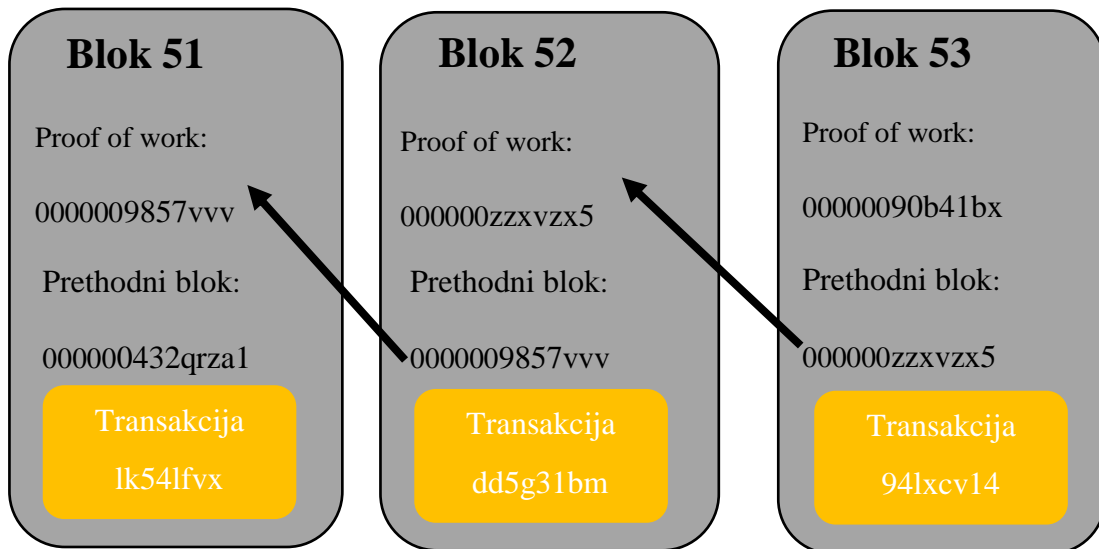 Blok 51
Proof of work:
0000009857vvv
Prethodni blok:
000000432qrza1
Transakcija
lk54lfvx
Blok 52
Proof of work:
000000zzxvzx5
Prethodni blok:
0000009857vvv
Transakcija
dd5g31bm
Blok 53
Proof of work:
00000090b41bx
Prethodni blok:
000000zzxvzx5
Transakcija
94lxcv14